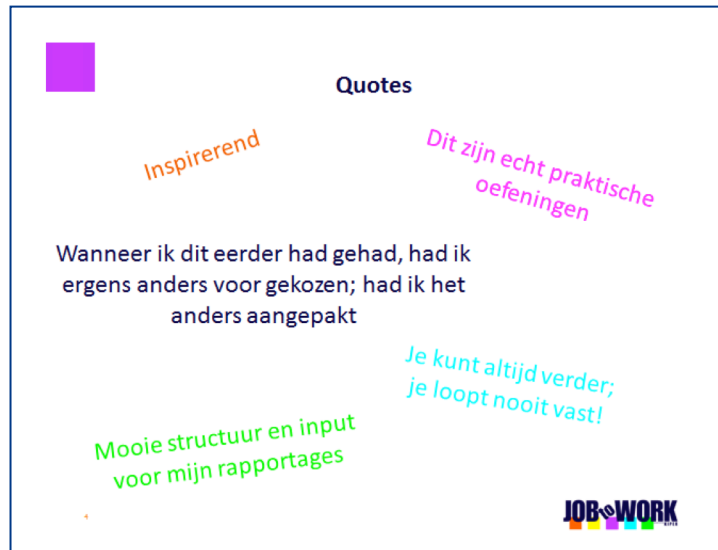 Quotes
Inspirerend
Dit zijn echt praktische
oefeningen
Wanneer ik dit eerder had gehad, had ik
ergens anders voor gekozen; had ik het
anders aangepakt
Je kunt altijd verder;
je loopt nooit vast!
Mooie structuur en input
voor mijn rapportages
JOB to WORK